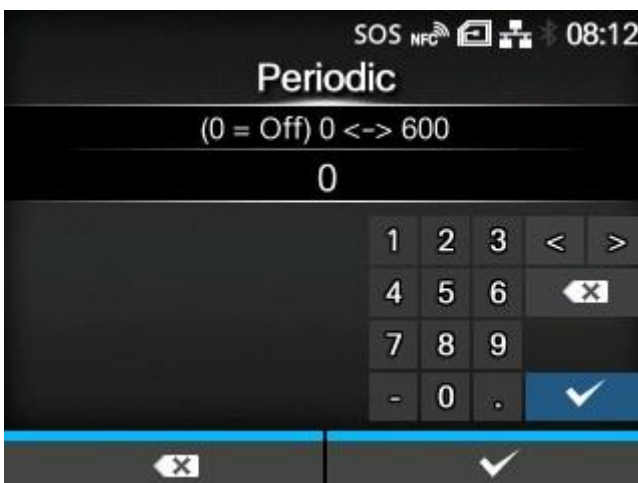 SOS NFC 08:12
Periodic
(0 = Off) 0 <-> 600
0
1 2 3 < >
4 5 6
7 8 9
- 0 .